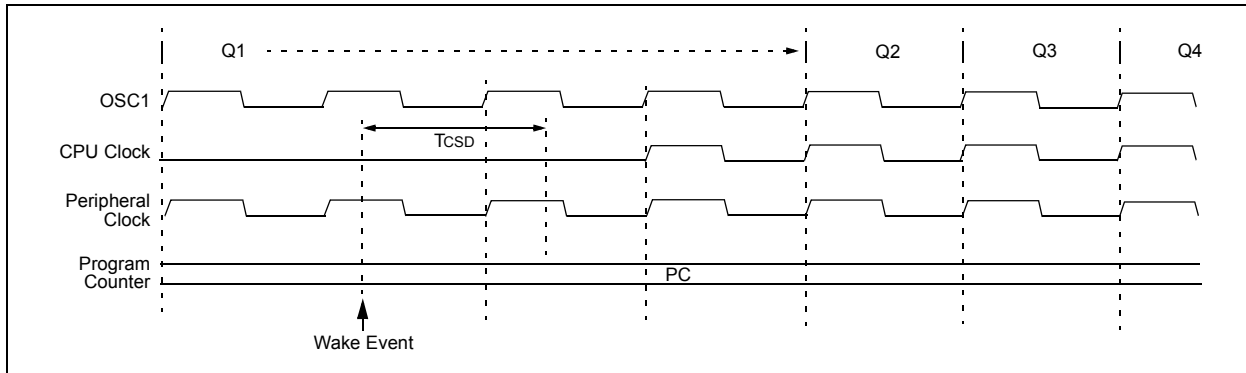 Q1 Q2 Q3 Q4
OSC1
TCSD
CPU Clock
Peripheral
Clock
Program
Counter
PC
Wake Event